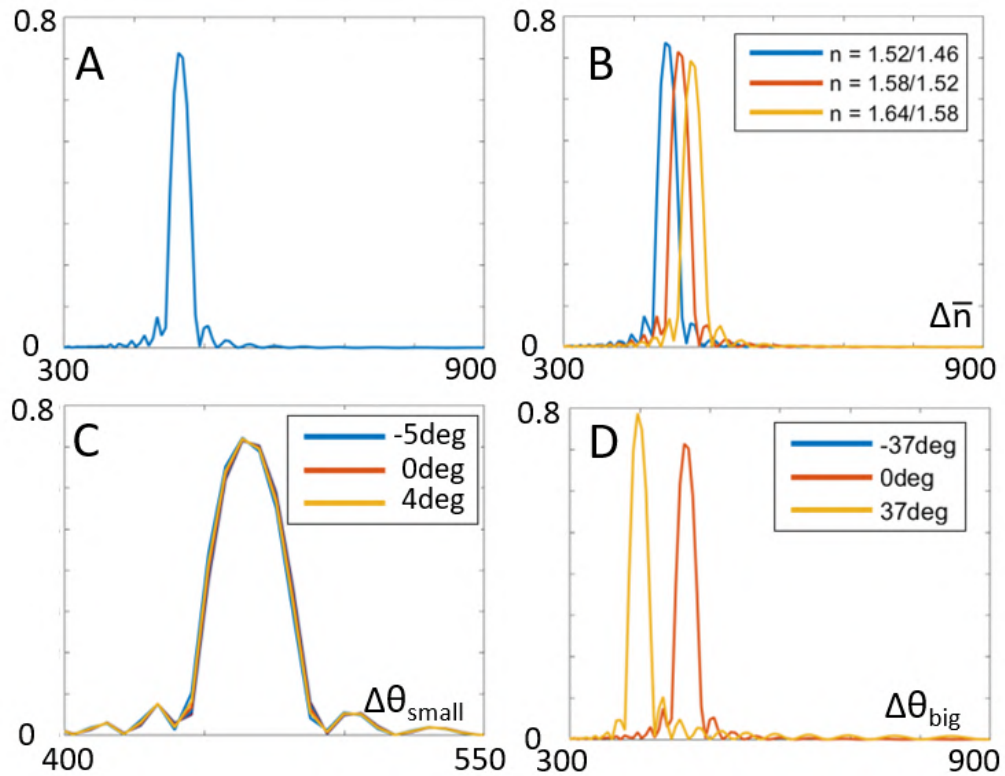 0.8
A
0
300
900
0.8
B
n = 1.52/1.46
n = 1.58/1.52
n = 1.64/1.58
Δn̅
0
300
900
0.8
C
-5deg
0deg
4deg
Δθsmall
0
400
550
0.8
D
-37deg
0deg
37deg
Δθbig
0
300
900